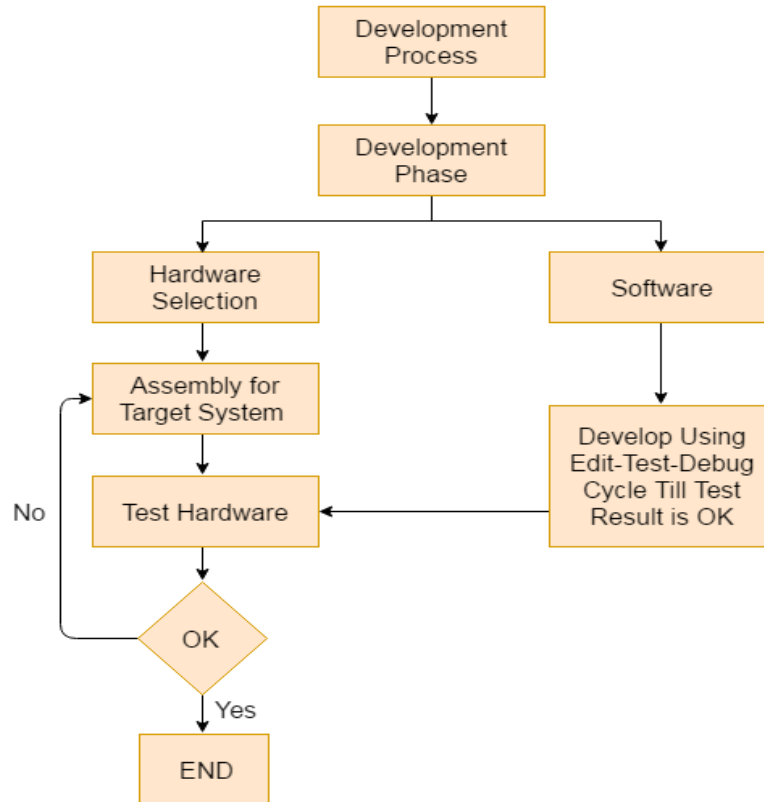 Development
Process
Development
Phase
Hardware
Selection
Software
Assembly for
Target System
Develop Using
Edit-Test-Debug
Cycle Till Test
Result is OK
Test Hardware
No
OK
Yes
END